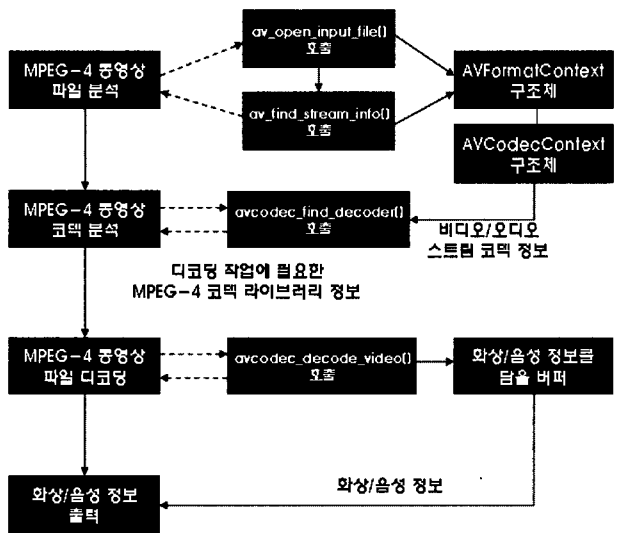 av_open_input_file()
호출
MPEG-4 동영상
파일 분석
AVFormatContext
구조체
av_find_stream_info()
호출
AVCodecContext
구조체
MPEG-4 동영상
코덱 분석
avcodec_find_decoder()
호출
비디오/오디오
스트림 코덱 정보
디코딩 작업에 필요한
MPEG-4 코덱 라이브러리 정보
MPEG-4 동영상
파일 디코딩
avcodec_decode_video()
호출
화상/음성 정보를
담을 버퍼
화상/음성 정보
화상/음성 정보
출력